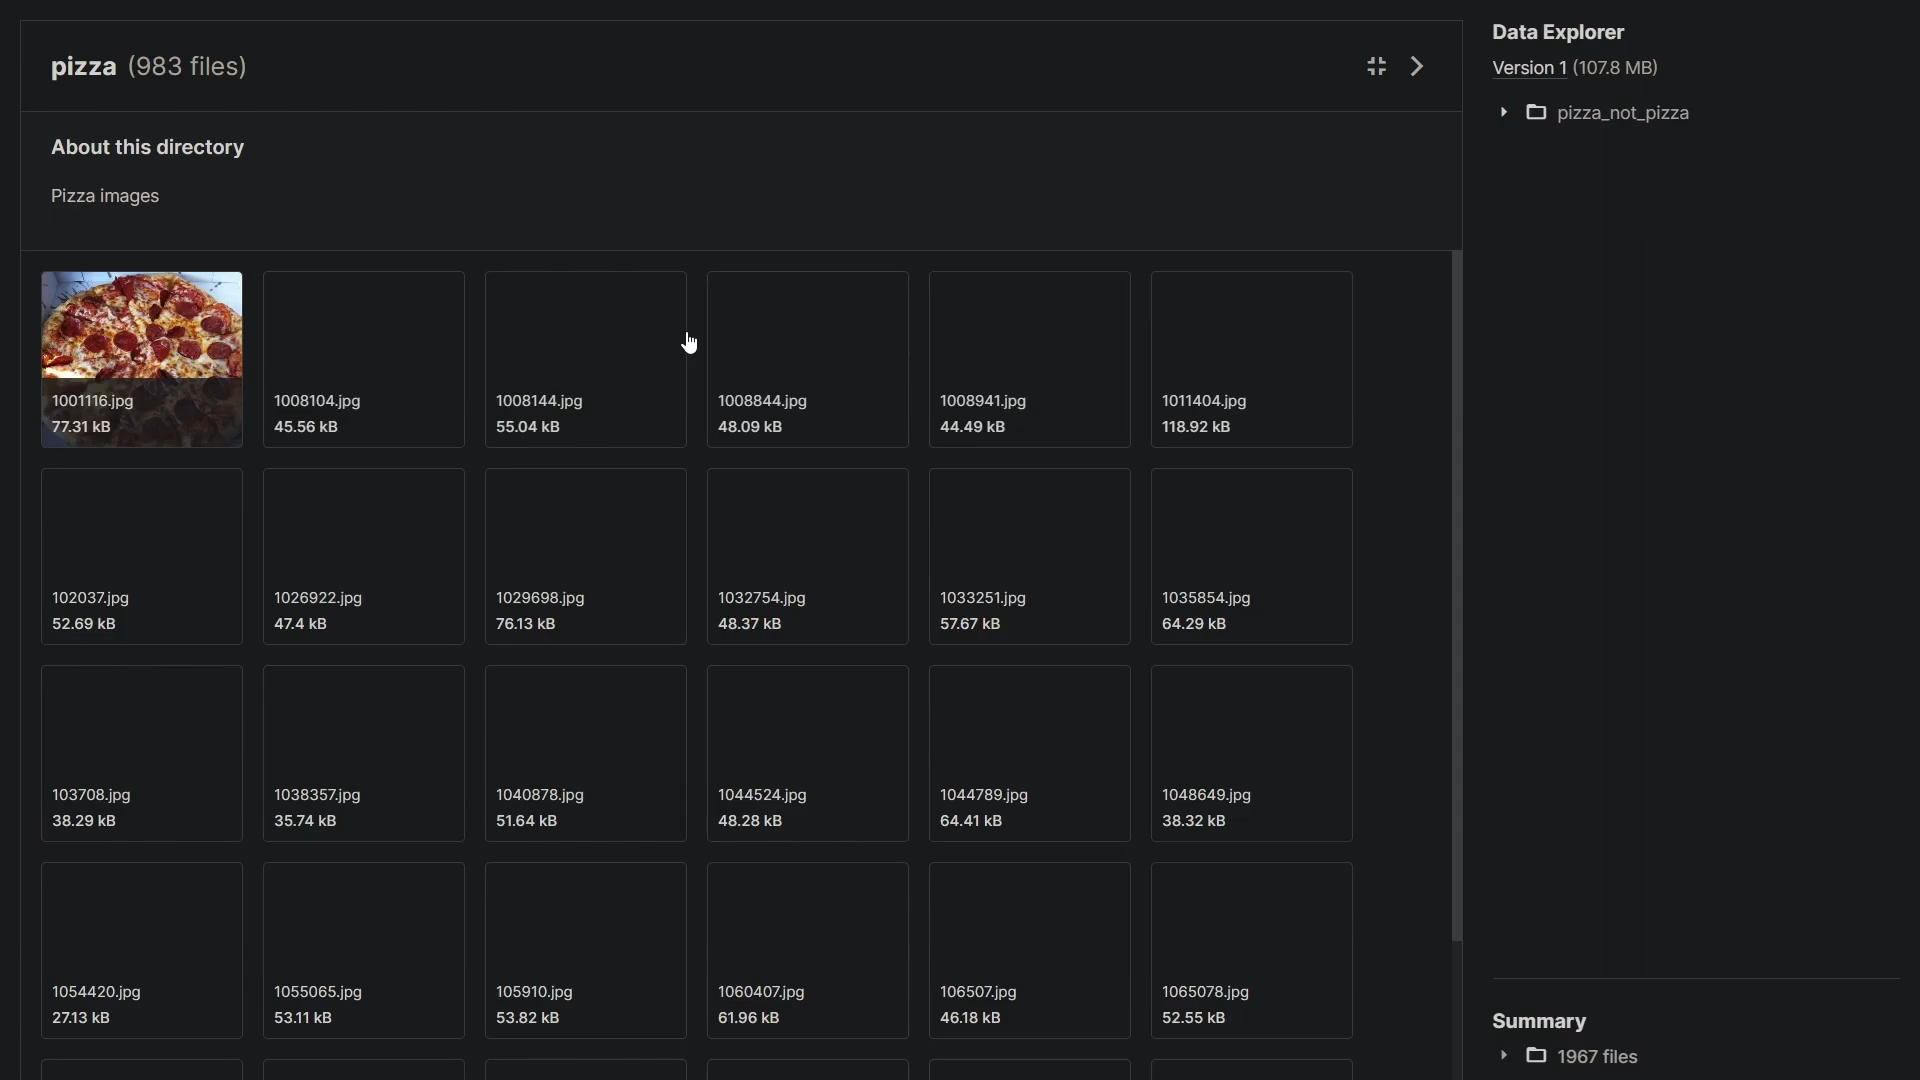 pizza (983 files)
About this directory
Pizza images
1001116.jpg
77.31 kB
1008104.jpg
45.56 kB
1008144.jpg
55.04 kB
1008844.jpg
48.09 kB
1008941.jpg
44.49 kB
1011404.jpg
118.92 kB
102037.jpg
52.69 kB
1026922.jpg
47.4 kB
1029698.jpg
76.13 kB
1032754.jpg
48.37 kB
1033251.jpg
57.67 kB
1035854.jpg
64.29 kB
103708.jpg
38.29 kB
1038357.jpg
35.74 kB
1040878.jpg
51.64 kB
1044524.jpg
48.28 kB
1044789.jpg
64.41 kB
1048649.jpg
38.32 kB
1054420.jpg
27.13 kB
1055065.jpg
53.11 kB
105910.jpg
53.82 kB
1060407.jpg
61.96 kB
106507.jpg
46.18 kB
1065078.jpg
52.55 kB
Data Explorer
Version 1 (107.8 MB)
pizza_not_pizza
Summary
1967 files